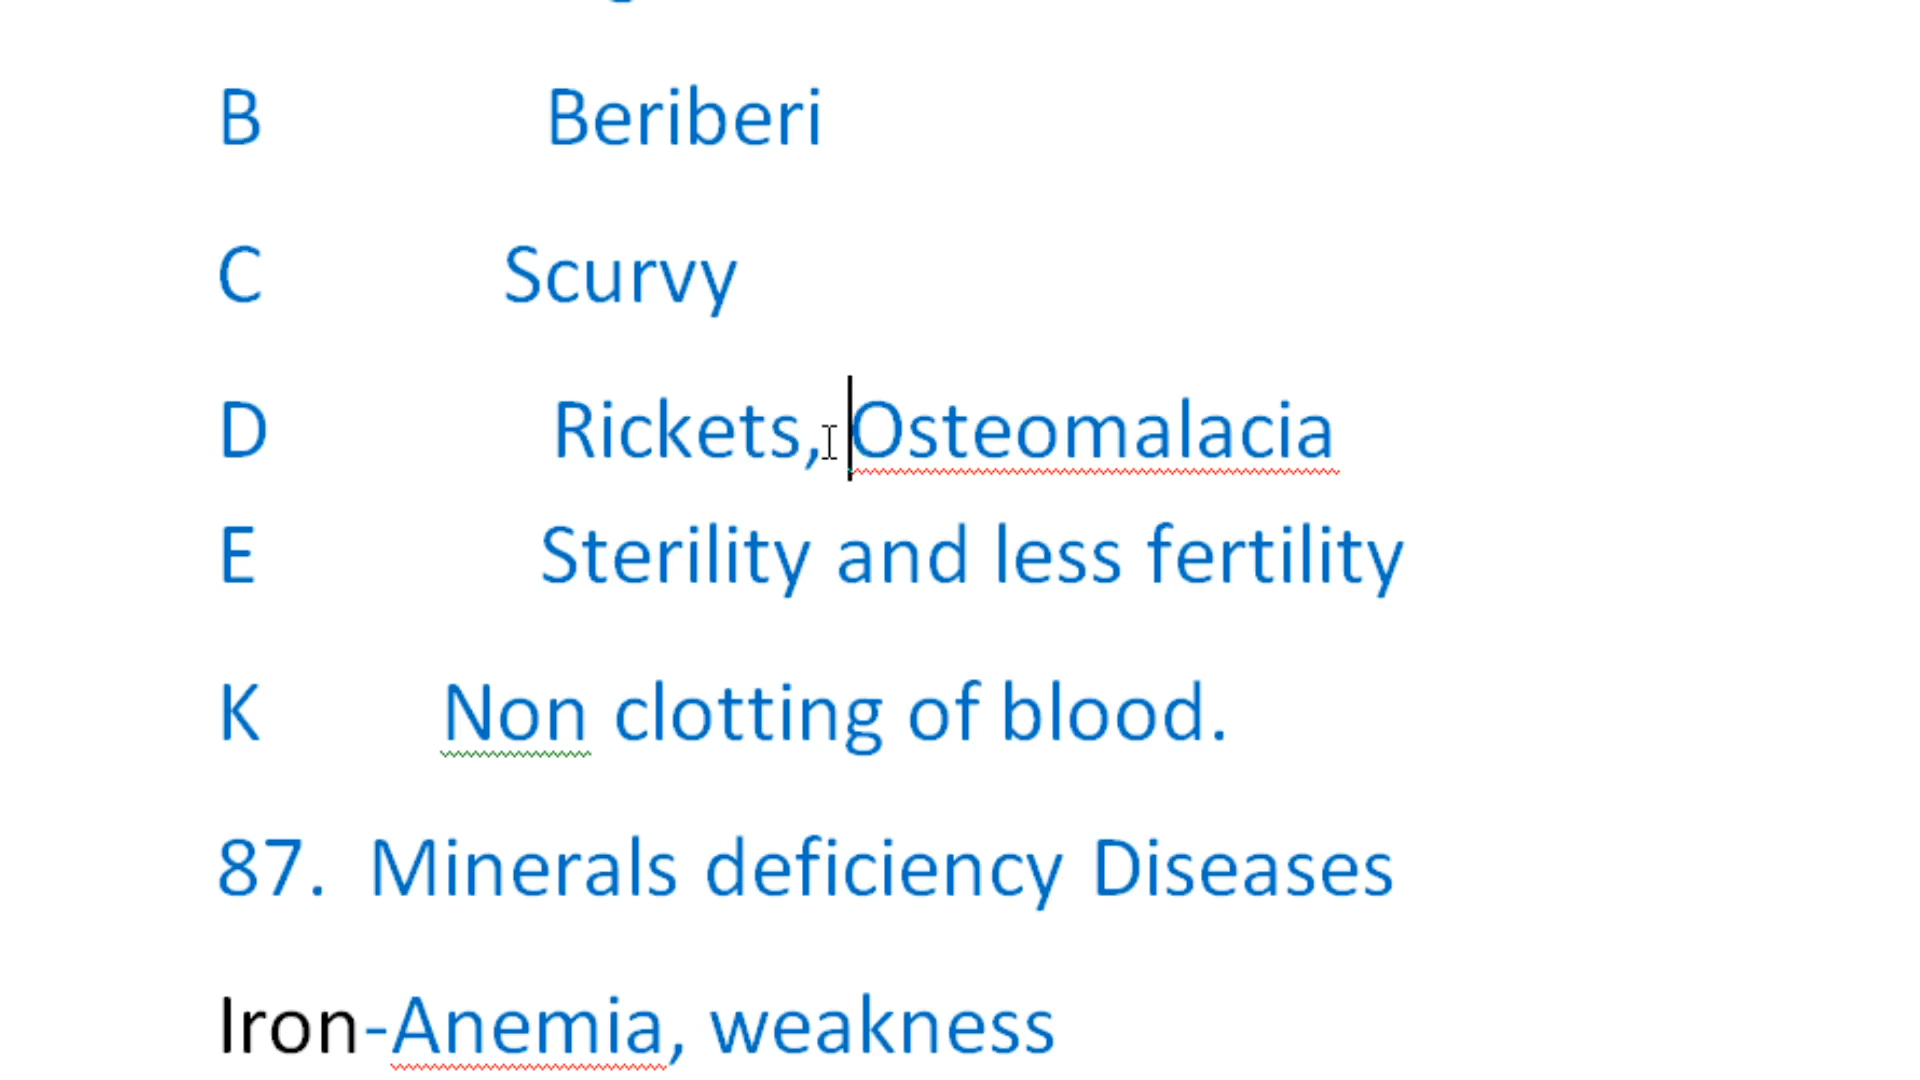 B Beriberi
C Scurvy
D Rickets, Osteomalacia
E Sterility and less fertility
K Non clotting of blood.
87. Minerals deficiency Diseases
Iron-Anemia, weakness